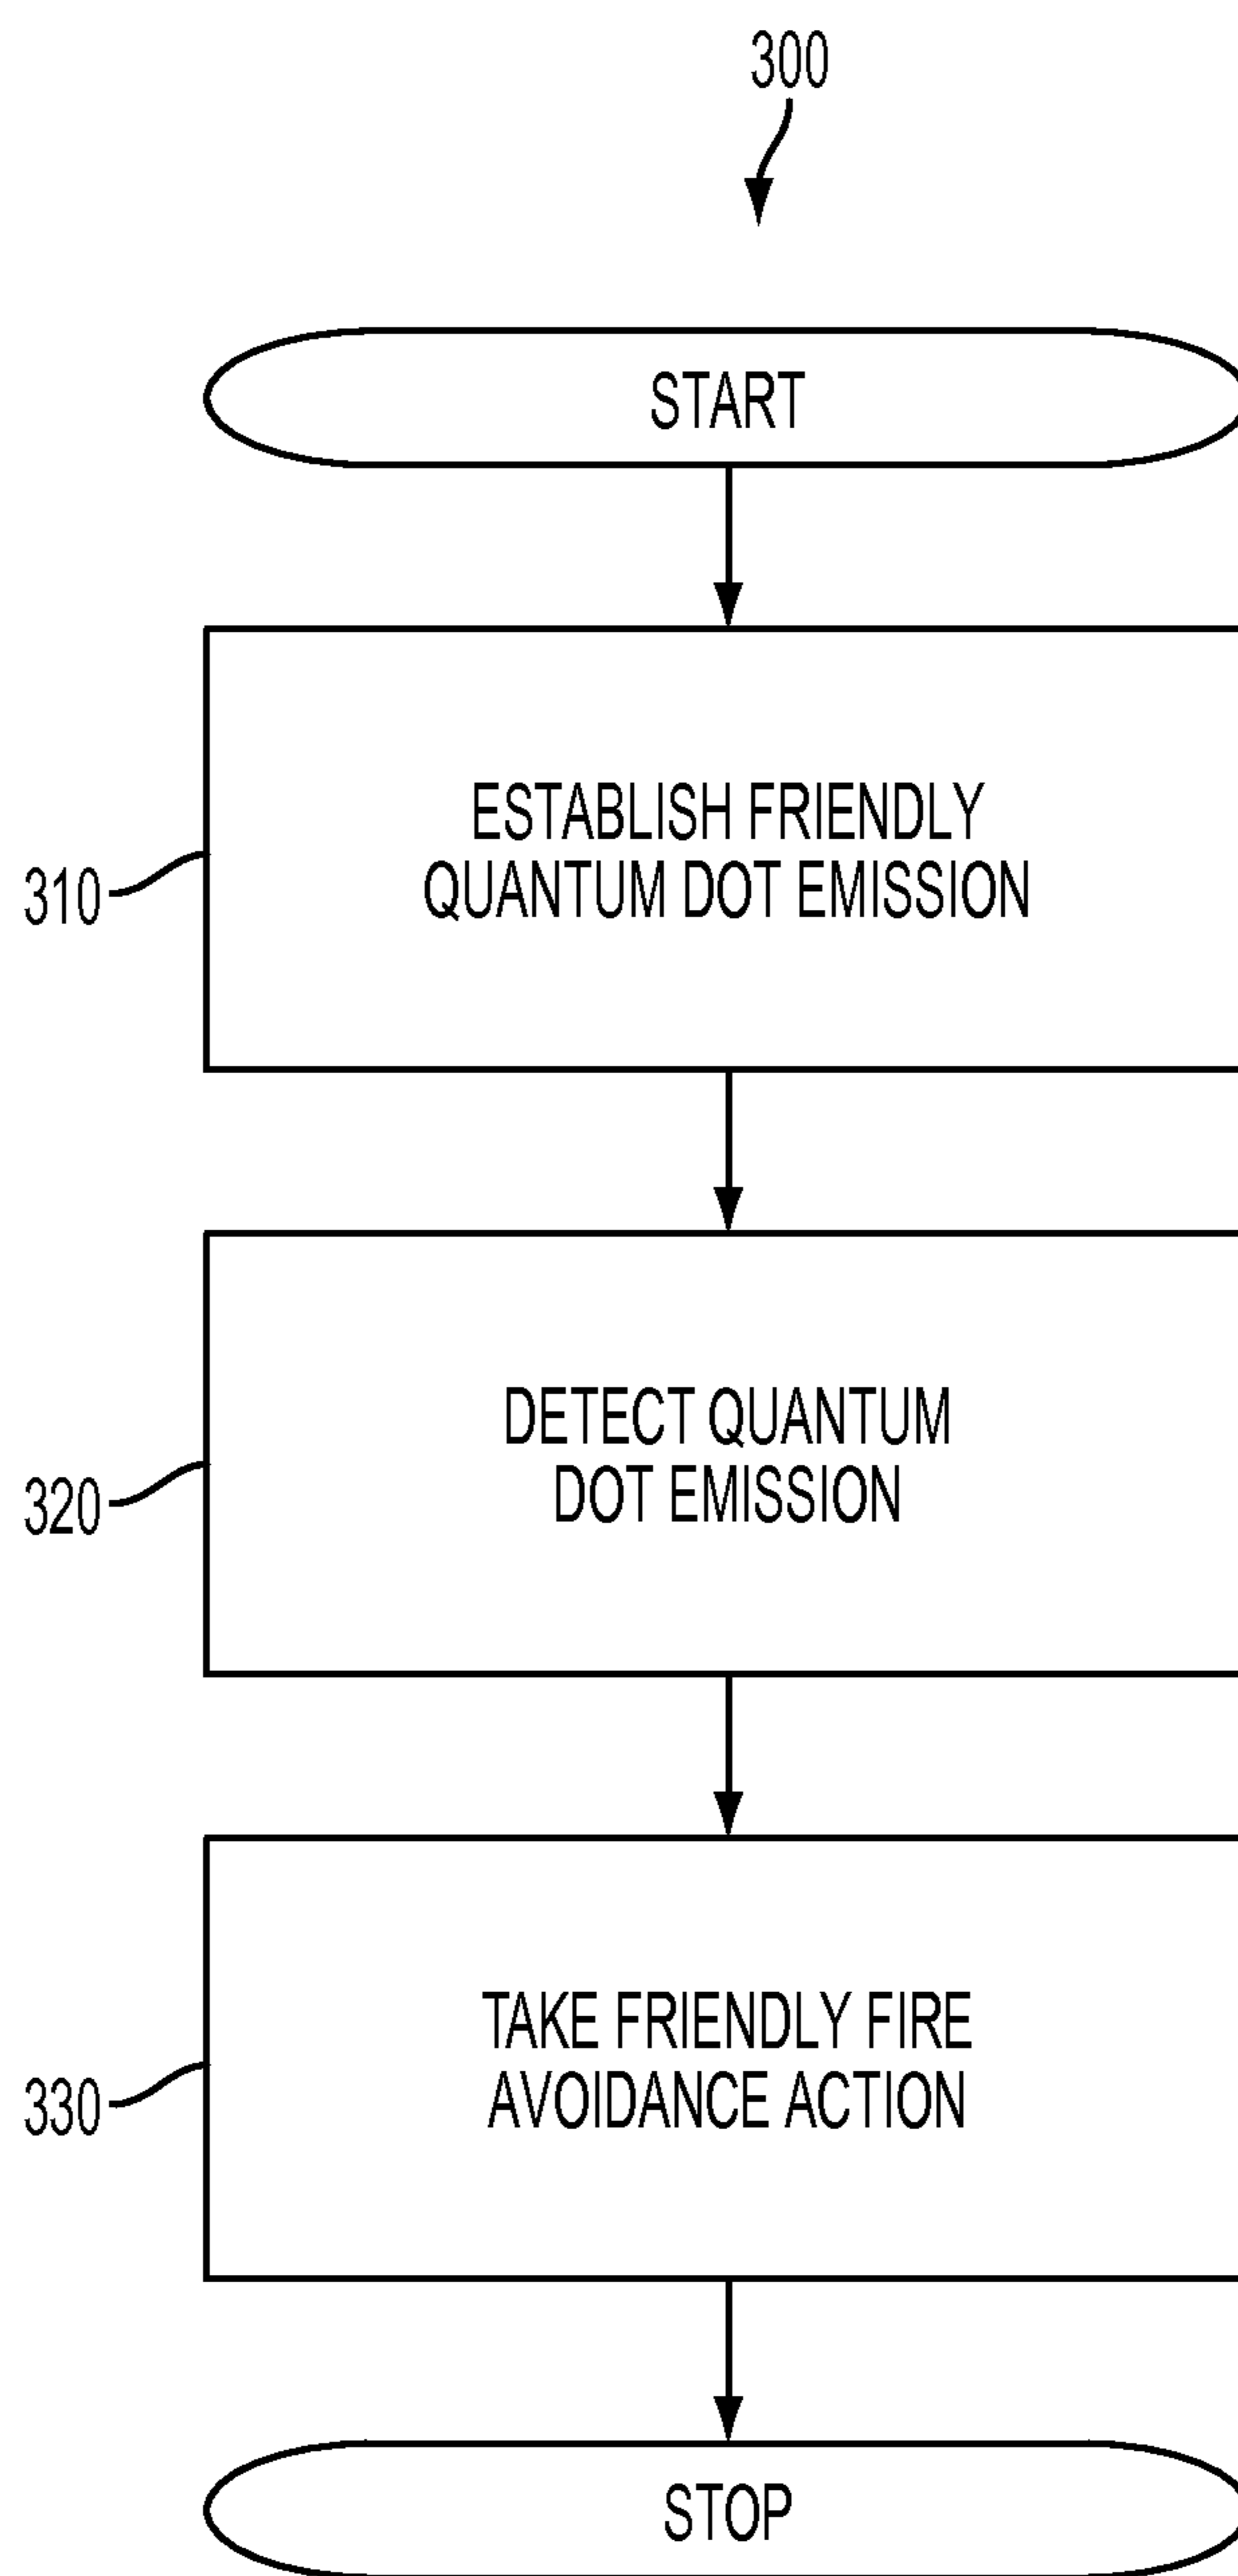 300
START
ESTABLISH FRIENDLY
QUANTUM DOT EMISSION
310
DETECT QUANTUM
DOT EMISSION
320
TAKE FRIENDLY FIRE
AVOIDANCE ACTION
330
STOP